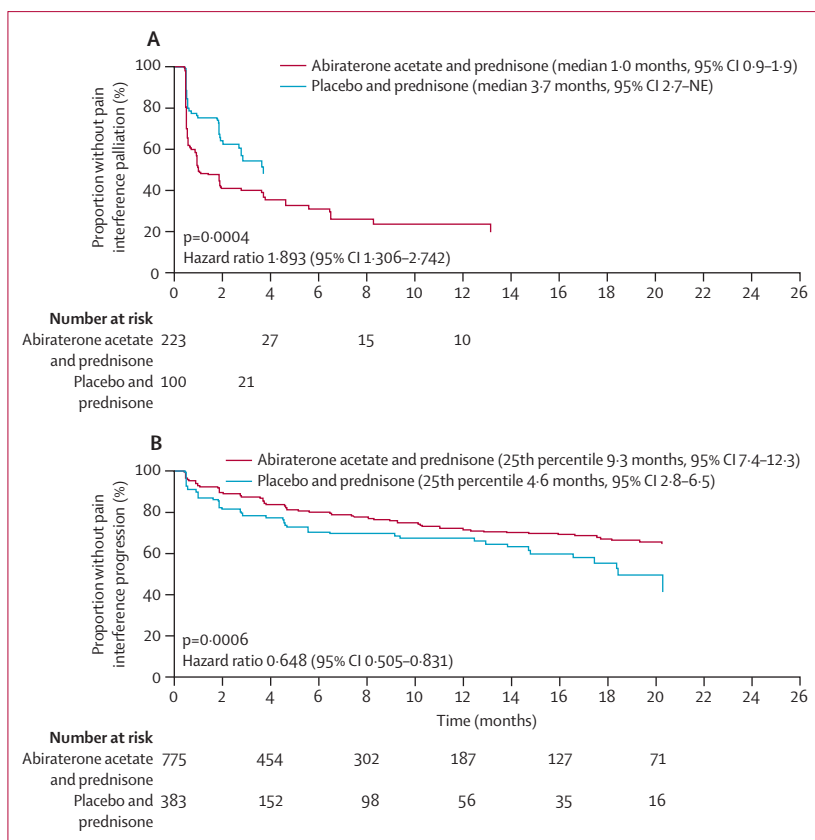 A
Abiraterone acetate and prednisone (median 1·0 months, 95% CI 0·9–1·9)
Placebo and prednisone (median 3·7 months, 95% CI 2·7–NE)
Proportion without pain
interference palliation (%)
100
80
60
40
20
0
p=0·0004
Hazard ratio 1·893 (95% CI 1·306–2·742)
0 2 4 6 8 10 12 14 16 18 20 22 24 26
Number at risk
Abiraterone acetate 223 27 15 10
and prednisone
Placebo and 100 21
prednisone
B
Abiraterone acetate and prednisone (25th percentile 9·3 months, 95% CI 7·4–12·3)
Placebo and prednisone (25th percentile 4·6 months, 95% CI 2·8–6·5)
Proportion without pain
interference progression (%)
100
80
60
40
20
0
p=0·0006
Hazard ratio 0·648 (95% CI 0·505–0·831)
0 2 4 6 8 10 12 14 16 18 20 22 24 26
Time (months)
Number at risk
Abiraterone acetate 775 454 302 187 127 71
and prednisone
Placebo and 383 152 98 56 35 16
prednisone